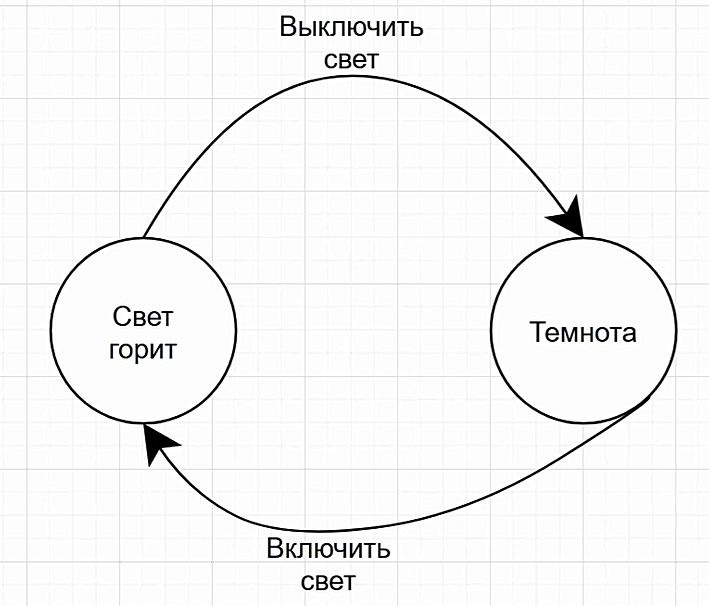 Выключить
свет
Свет
горит
Темнота
Включить
свет